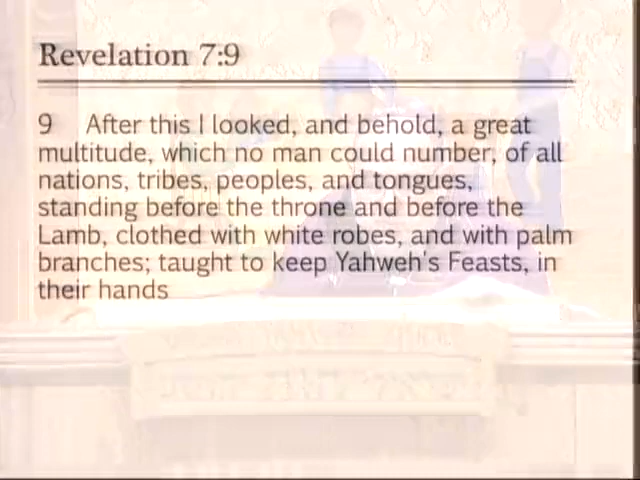 Revelation 7:9
9 After this I looked, and behold, a great
multitude, which no man could number, of all
nations, tribes, peoples, and tongues,
standing before the throne and before the
Lamb, clothed with white robes, and with palm
branches; taught to keep Yahweh's Feasts, in
their hands